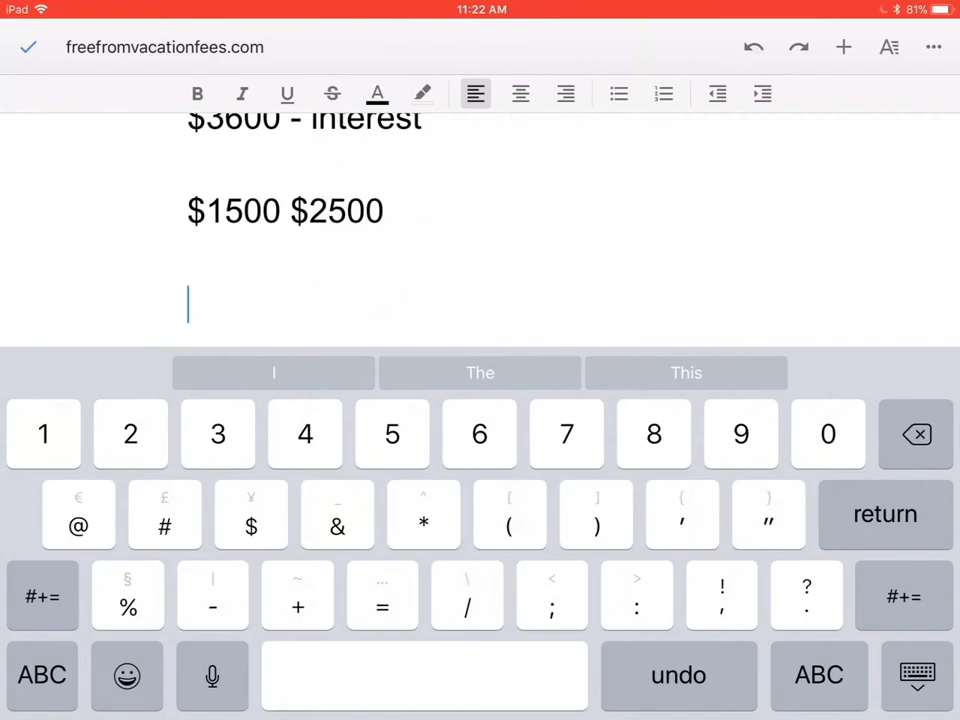 iPad 11:22 AM 81%
freefromvacationfees.com
B I U S A
$3600 - interest
$1500 $2500
I The This
1 2 3 4 5 6 7 8 9 0
€ £ ¥ _ ^ [ ] { }
@ # $ & * ( ) ' " return
§ | ~ ... \ < > ! ?
#+= % - + = / ; : , . #+=
ABC undo ABC